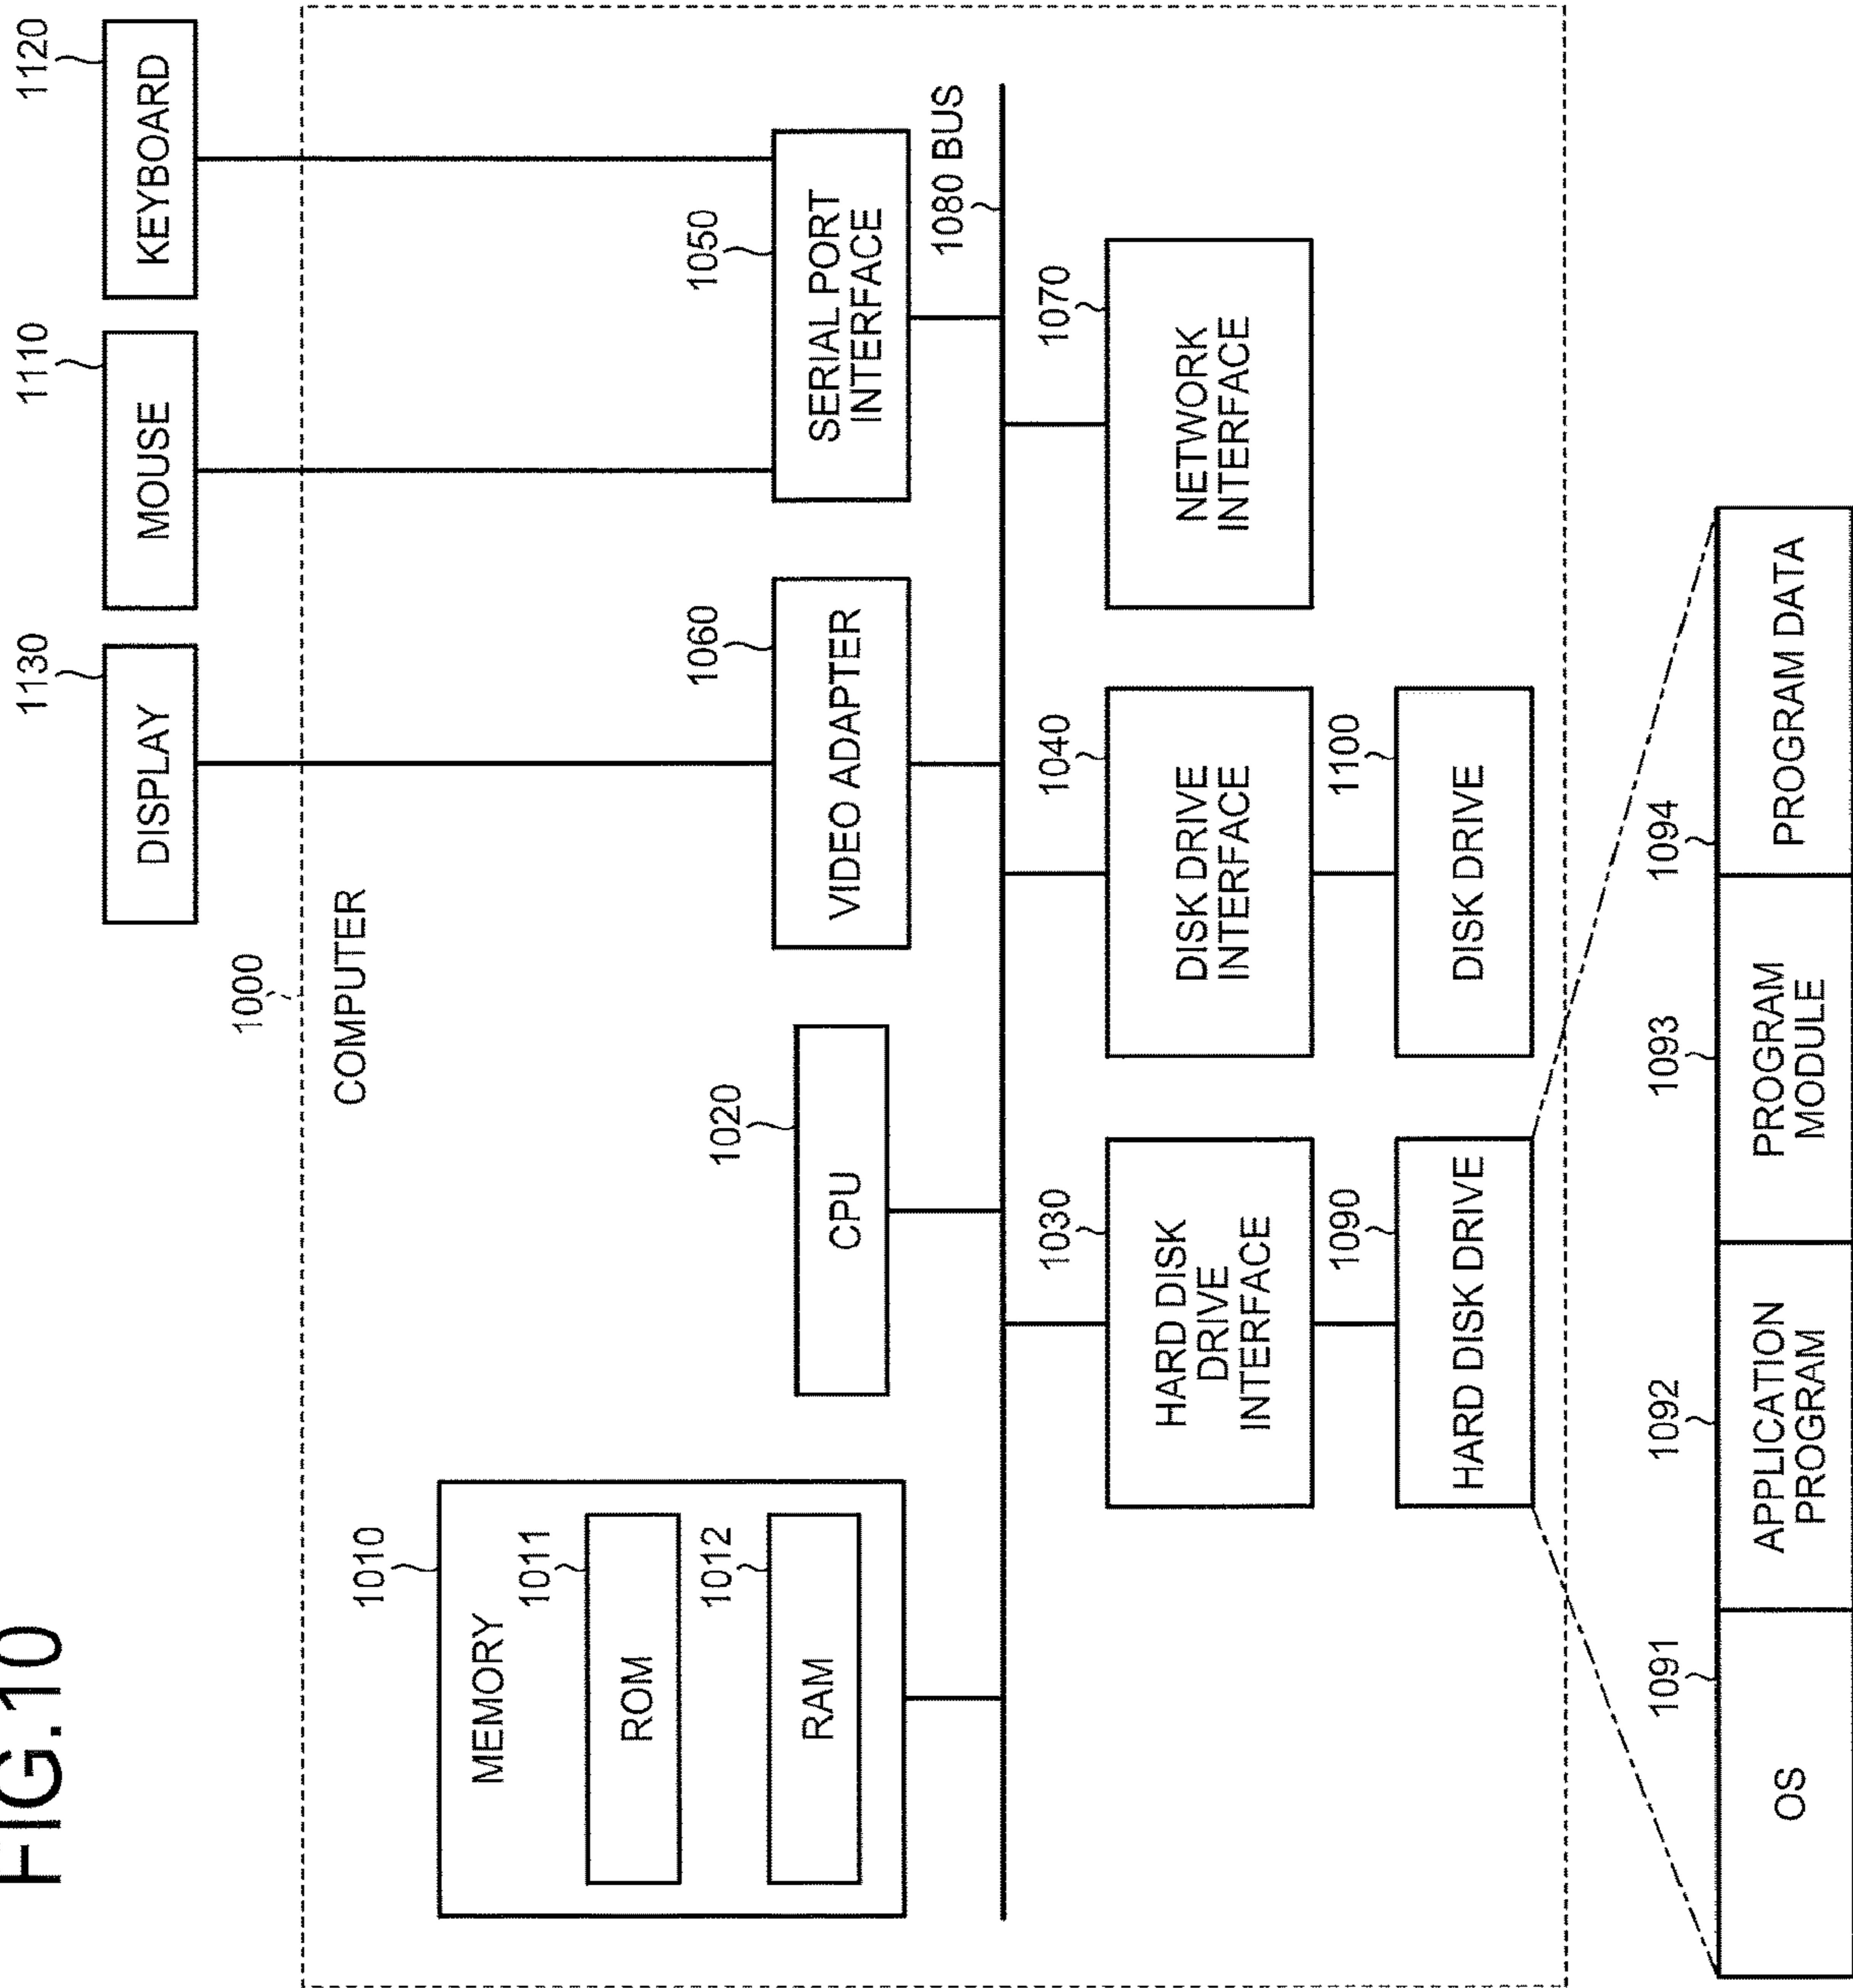 FIG.10
1130
1110
1120
DISPLAY
MOUSE
KEYBOARD
1000
COMPUTER
1010
MEMORY
1011
ROM
1012
RAM
1020
CPU
1060
VIDEO ADAPTER
1050
SERIAL PORT
INTERFACE
1080 BUS
1030
HARD DISK
DRIVE
INTERFACE
1040
DISK DRIVE
INTERFACE
1070
NETWORK
INTERFACE
1090
HARD DISK DRIVE
1100
DISK DRIVE
1091
1092
1093
1094
OS
APPLICATION
PROGRAM
PROGRAM
MODULE
PROGRAM DATA